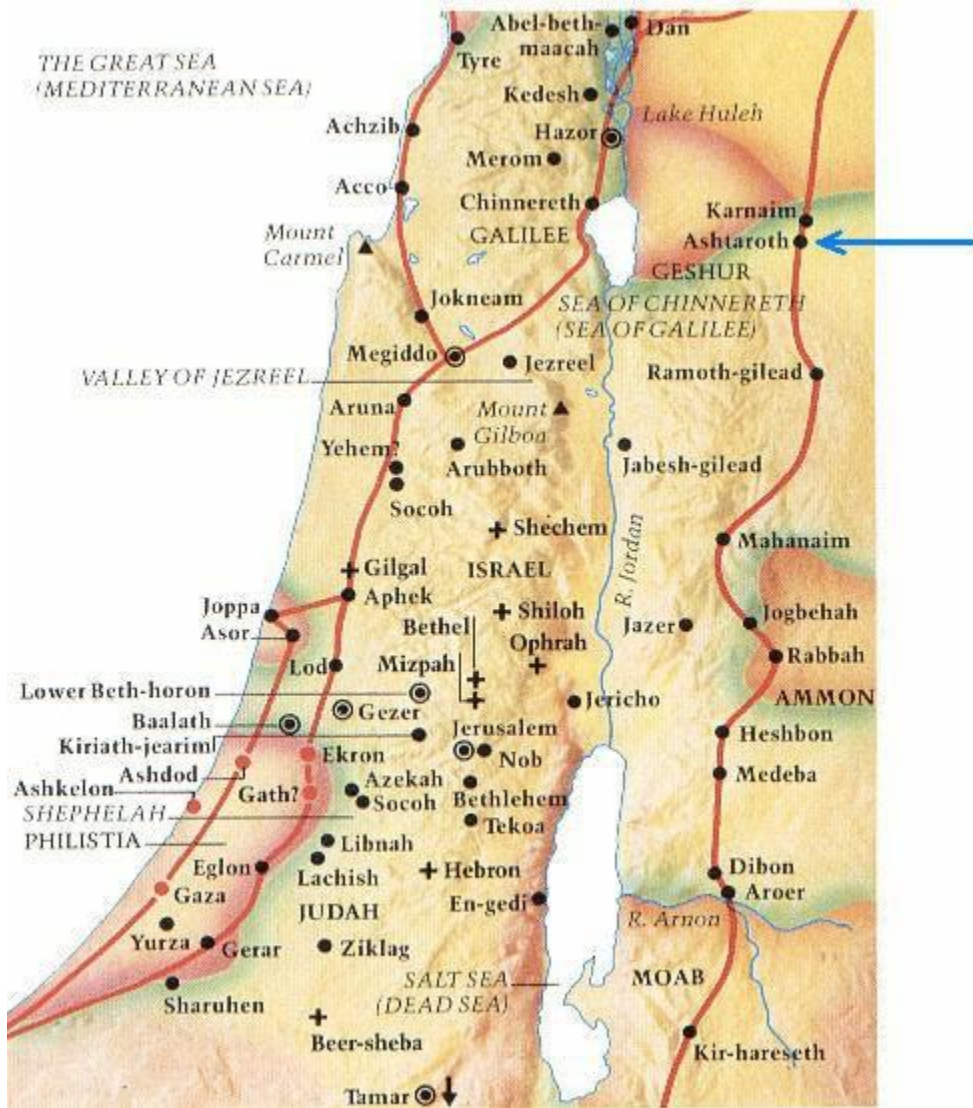 Abel-beth-
maacah
Dan
THE GREAT SEA
(MEDITERRANEAN SEA)
Tyre
Kedesh
Lake Huleh
Achzib
Hazor
Merom
Acco
Chinnereth
Karnaim
GALILEE
Ashtaroth
Mount
Carmel
GESHUR
Jokneam
SEA OF CHINNERETH
(SEA OF GALILEE)
Megiddo
Jezreel
VALLEY OF JEZREEL
Ramoth-gilead
Aruna
Mount
Gilboa
Yehem?
Arubboth
Jabesh-gilead
Socoh
Shechem
R. Jordan
Mahanaim
Gilgal
ISRAEL
Aphek
Joppa
Shiloh
Jogbehah
Asor
Bethel
Ophrah
Jazer
Lod
Mizpah
Rabbah
Lower Beth-horon
Jericho
AMMON
Gezer
Baalath
Jerusalem
Heshbon
Kiriath-jearim
Ekron
Nob
Ashdod
Azekah
Medeba
Ashkelon
Gath?
Socoh
Bethlehem
SHEPHELAH
Tekoa
PHILISTIA
Libnah
Eglon
Lachish
Hebron
Dibon
Gaza
En-gedi
Aroer
JUDAH
R. Arnon
Yurza
Gerar
Ziklag
SALT SEA
(DEAD SEA)
MOAB
Sharuhen
Beer-sheba
Kir-hareseth
Tamar